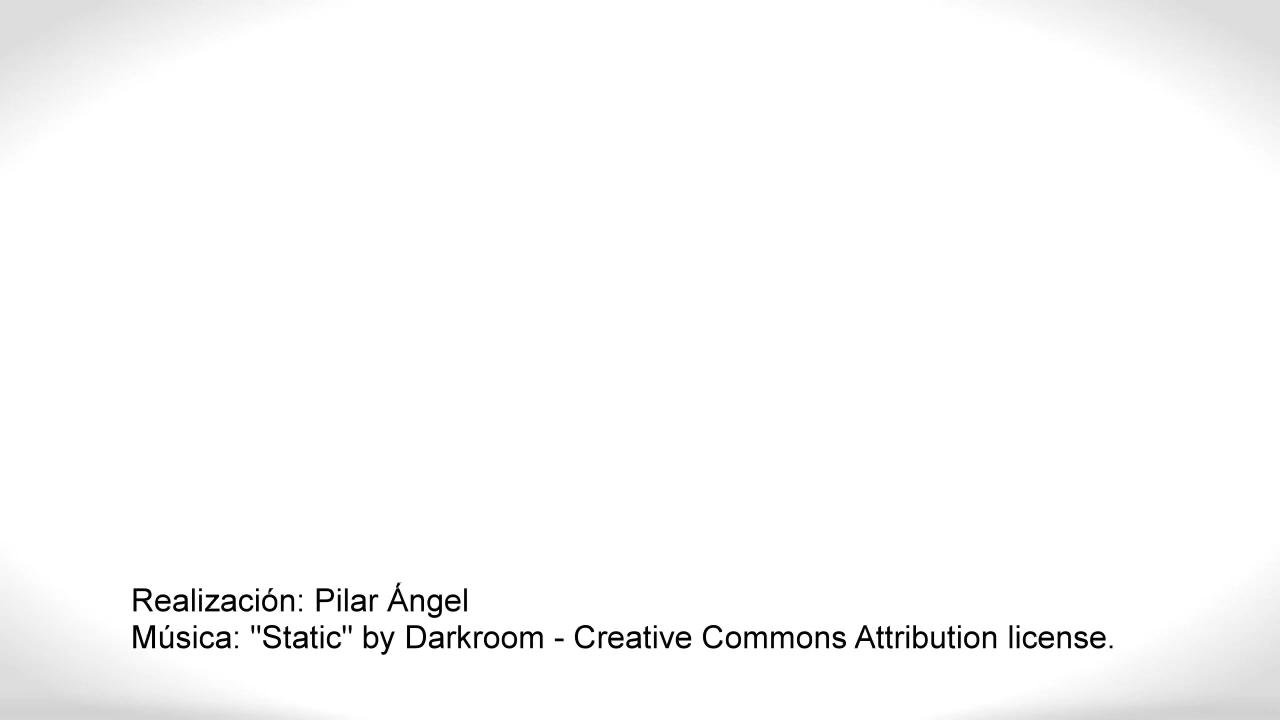 Realización: Pilar Ángel
Música: "Static" by Darkroom - Creative Commons Attribution license.